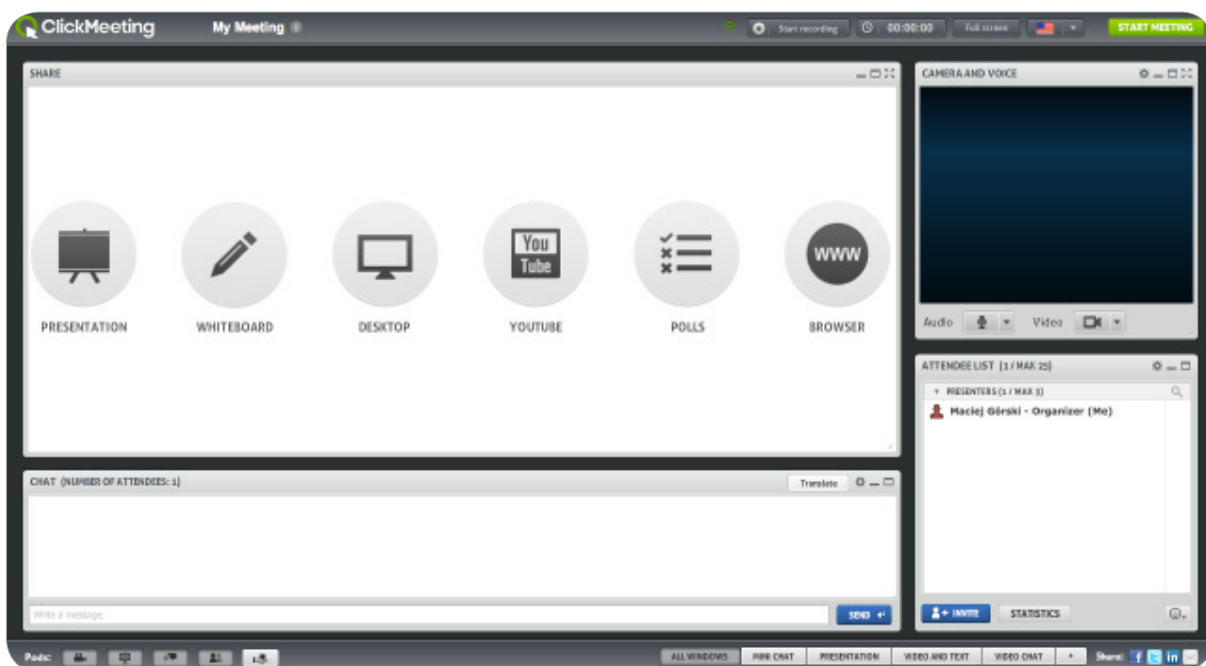 ClickMeeting My Meeting Start recording 00:00:00 Full screen START MEETING
SHARE
You
Tube
WWW
PRESENTATION WHITEBOARD DESKTOP YOUTUBE POLLS BROWSER
CAMERA AND VOICE
Audio Video
ATTENDEE LIST (1 / MAX 25)
PRESENTERS (1 / MAX 3)
Maciej Górski - Organizer (Me)
INVITE STATISTICS
CHAT (NUMBER OF ATTENDEES: 1) Translate
Write a message SEND
Pods: ALL WINDOWS MINI CHAT PRESENTATION VIDEO AND TEXT VIDEO CHAT + Share: f in